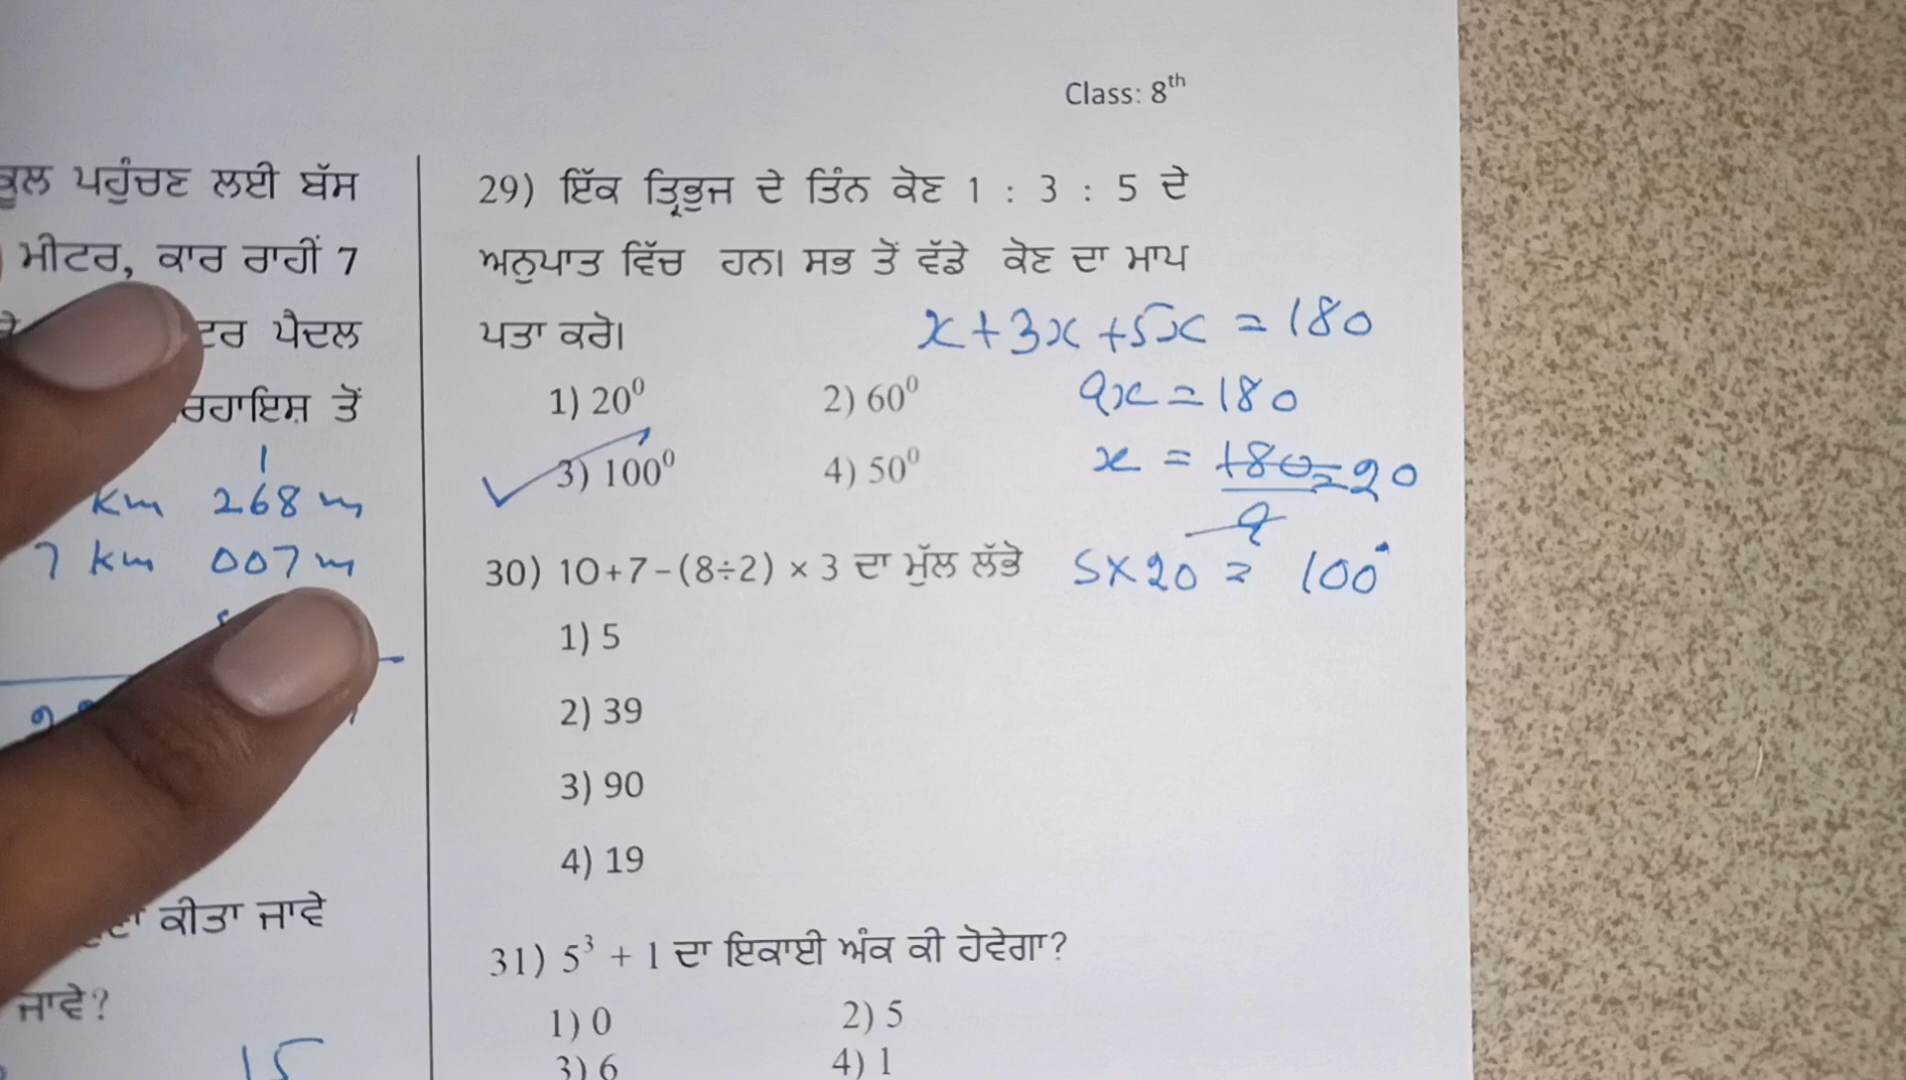 Class: 8th
ਪਹੁੰਚਣ ਲਈ ਬੱਸ
ਮੀਟਰ, ਕਾਰ ਰਾਹੀਂ 7
ਪੈਦਲ
ਤੋਂ
1
km 268 m
7 km 007 m
ਕੀਤਾ ਜਾਵੇ
ਜਾਵੇ?
15
29) ਇੱਕ ਤ੍ਰਿਭੁਜ ਦੇ ਤਿੰਨ ਕੋਣ 1 : 3 : 5 ਦੇ
ਅਨੁਪਾਤ ਵਿੱਚ ਹਨ। ਸਭ ਤੋਂ ਵੱਡੇ ਕੋਣ ਦਾ ਮਾਪ
ਪਤਾ ਕਰੋ।
x + 3x + 5x = 180
1) 20⁰ 2) 60⁰
9x = 180
3) 100⁰ 4) 50⁰
x = 180/9 = 20
30) 10+7-(8÷2) × 3 ਦਾ ਮੁੱਲ ਲੱਭੋ
5 × 20 = 100°
1) 5
2) 39
3) 90
4) 19
31) 5³ + 1 ਦਾ ਇਕਾਈ ਅੰਕ ਕੀ ਹੋਵੇਗਾ?
1) 0 2) 5
3) 6 4) 1